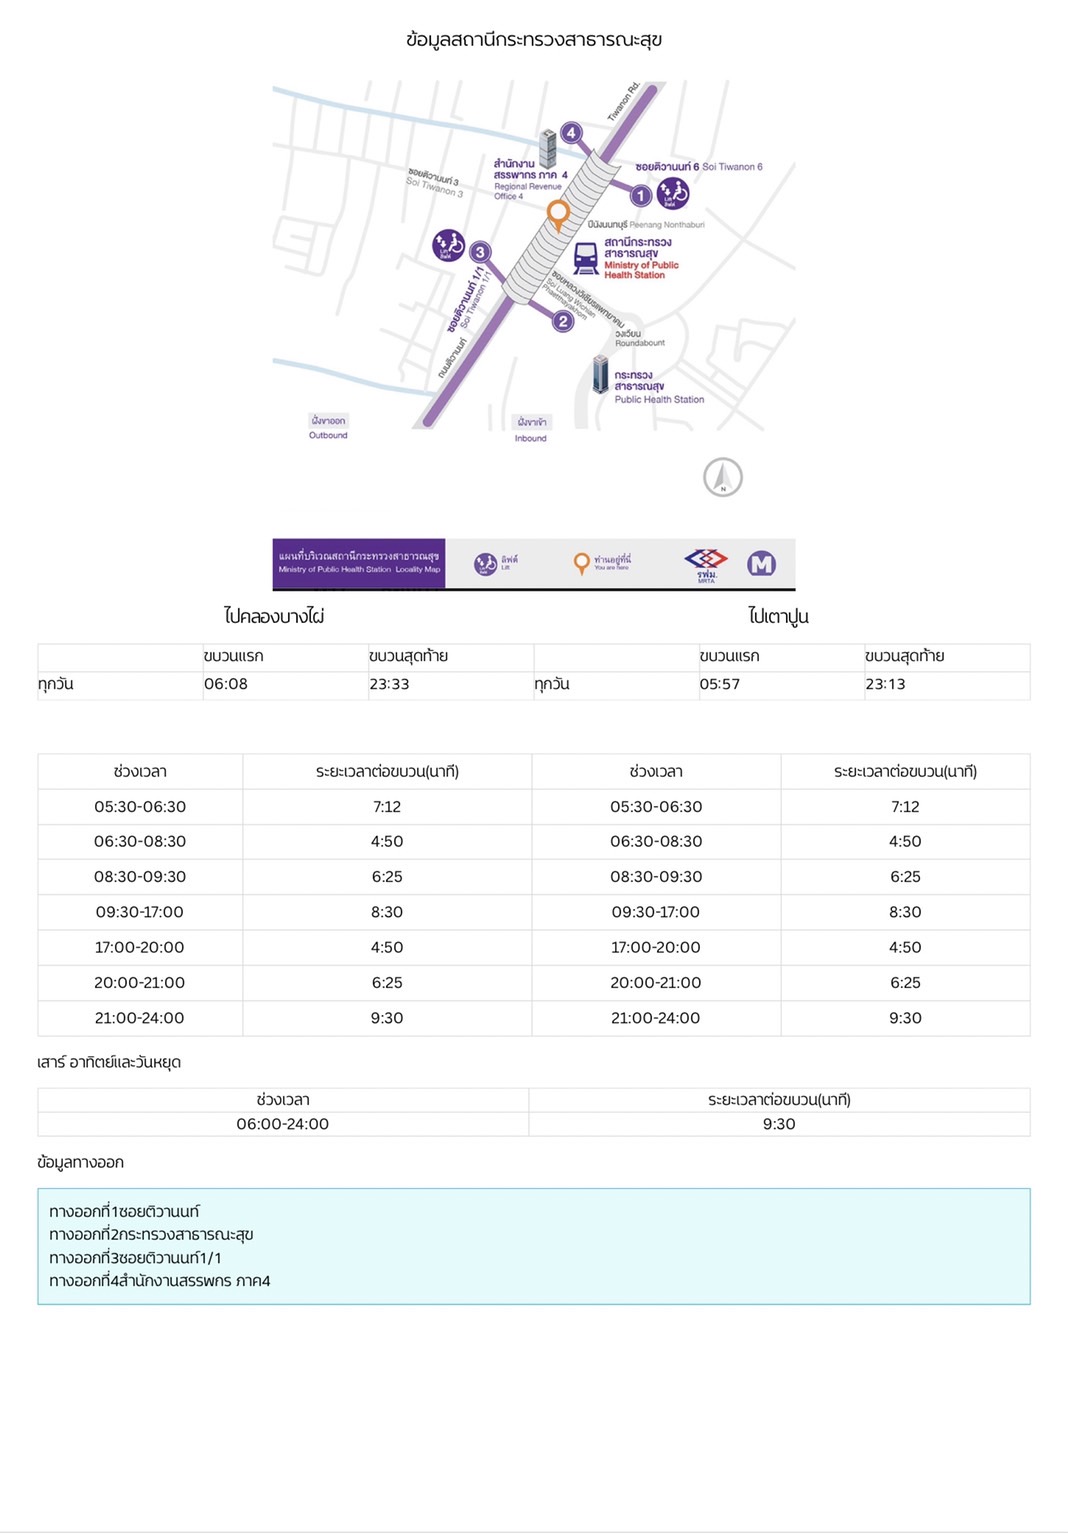 ข้อมูลสถานีกระทรวงสาธารณะสุข
Tiwanon Rd.
4
สำนักงาน
สรรพากร ภาค 4
Regional Revenue
Office 4
ซอยติวานนท์ 3
Soi Tiwanon 3
ซอยติวานนท์ 6 Soi Tiwanon 6
1
Lift
ลิฟต์
ปีนังนนทบุรี Peenang Nonthaburi
สถานีกระทรวง
สาธารณสุข
Ministry of Public
Health Station
3
Lift
ลิฟต์
ซอยติวานนท์ 1/1
Soi Tiwanon 1/1
ซอยหลวงวิเชียรแพทยาคม
Soi Luang Wichian
Phaetthayakhom
2
วงเวียน
Roundabount
ถนนติวานนท์
กระทรวง
สาธารณสุข
Public Health Station
ฝั่งขาออก
Outbound
ฝั่งขาเข้า
Inbound
N
แผนที่บริเวณสถานีกระทรวงสาธารณสุข
Ministry of Public Health Station Locality Map
ลิฟต์
Lift
ท่านอยู่ที่นี่
You are here
รฟม.
MRTA
M
ไปคลองบางไผ่ ไปเตาปูน
ขบวนแรก ขบวนสุดท้าย ขบวนแรก ขบวนสุดท้าย
ทุกวัน 06:08 23:33 ทุกวัน 05:57 23:13
ช่วงเวลา ระยะเวลาต่อขบวน(นาที) ช่วงเวลา ระยะเวลาต่อขบวน(นาที)
05:30-06:30 7:12 05:30-06:30 7:12
06:30-08:30 4:50 06:30-08:30 4:50
08:30-09:30 6:25 08:30-09:30 6:25
09:30-17:00 8:30 09:30-17:00 8:30
17:00-20:00 4:50 17:00-20:00 4:50
20:00-21:00 6:25 20:00-21:00 6:25
21:00-24:00 9:30 21:00-24:00 9:30
เสาร์ อาทิตย์และวันหยุด
ช่วงเวลา ระยะเวลาต่อขบวน(นาที)
06:00-24:00 9:30
ข้อมูลทางออก
ทางออกที่1ซอยติวานนท์
ทางออกที่2กระทรวงสาธารณะสุข
ทางออกที่3ซอยติวานนท์1/1
ทางออกที่4สำนักงานสรรพกร ภาค4